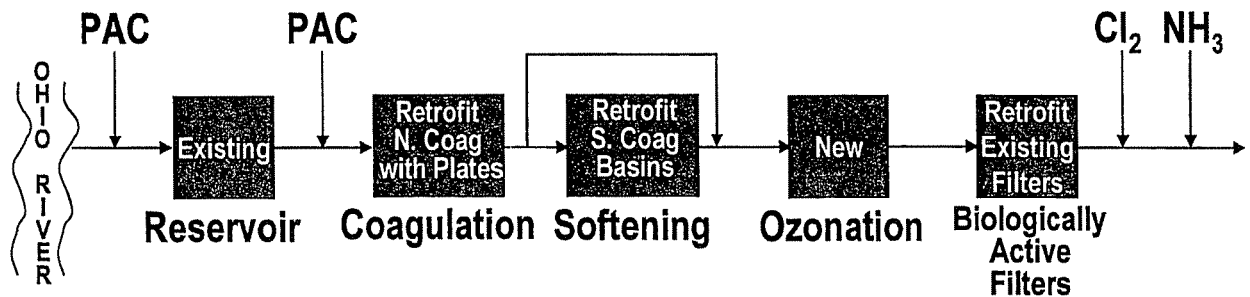 PAC
PAC
Cl₂
NH₃
OHIO RIVER
Existing
Reservoir
Retrofit
N. Coag
with Plates
Coagulation
Retrofit
S. Coag
Basins
Softening
New
Ozonation
Retrofit
Existing
Filters
Biologically
Active
Filters